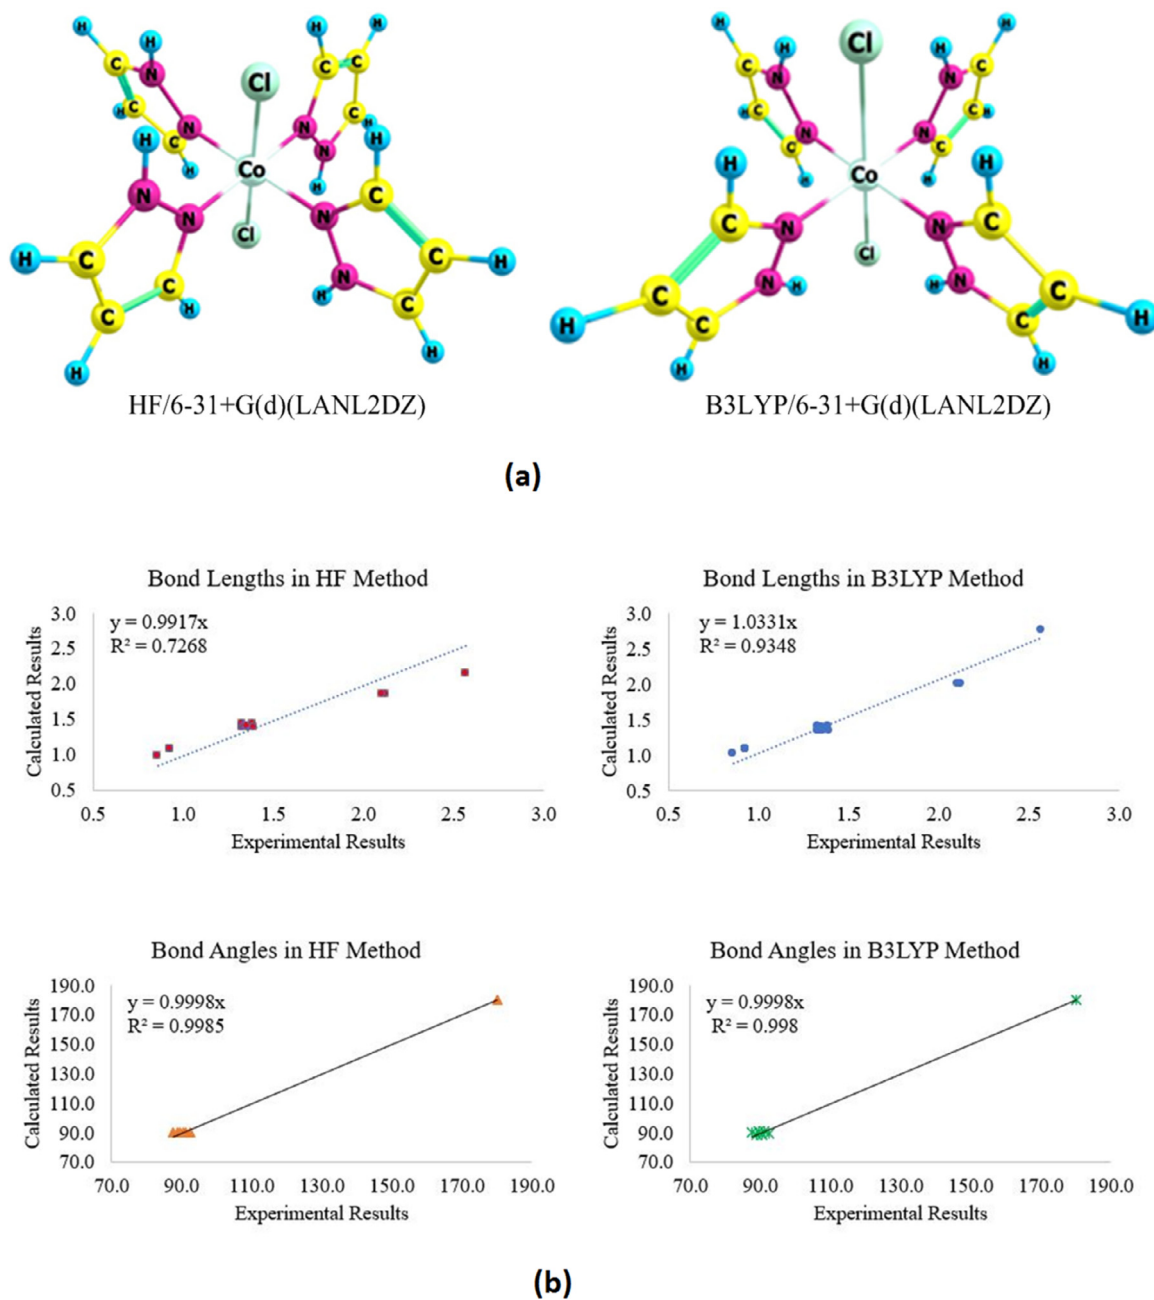 H
H
H
H
H
Cl
C
N
C
C
C
H
C
N
N
C
H
H
C
N
H
H
Co
N
C
H
N
N
C
Cl
H
C
C
H
N
C
H
C
H
H
C
C
H
H
HF/6-31+G(d)(LANL2DZ)
H
H
Cl
H
H
C
N
N
C
H
C
C
H
N
N
C
C
H
H
Co
H
H
C
N
N
C
Cl
C
N
H
H
N
C
H
C
C
H
H
H
B3LYP/6-31+G(d)(LANL2DZ)
(a)
Bond Lengths in HF Method
y = 0.9917x
R² = 0.7268
Calculated Results
3.0
2.5
2.0
1.5
1.0
0.5
0.5 1.0 1.5 2.0 2.5 3.0
Experimental Results
Bond Lengths in B3LYP Method
y = 1.0331x
R² = 0.9348
Calculated Results
3.0
2.5
2.0
1.5
1.0
0.5
0.5 1.0 1.5 2.0 2.5 3.0
Experimental Results
Bond Angles in HF Method
y = 0.9998x
R² = 0.9985
Calculated Results
190.0
170.0
150.0
130.0
110.0
90.0
70.0
70.0 90.0 110.0 130.0 150.0 170.0 190.0
Experimental Results
Bond Angles in B3LYP Method
y = 0.9998x
R² = 0.998
Calculated Results
190.0
170.0
150.0
130.0
110.0
90.0
70.0
70.0 90.0 110.0 130.0 150.0 170.0 190.0
Experimental Results
(b)